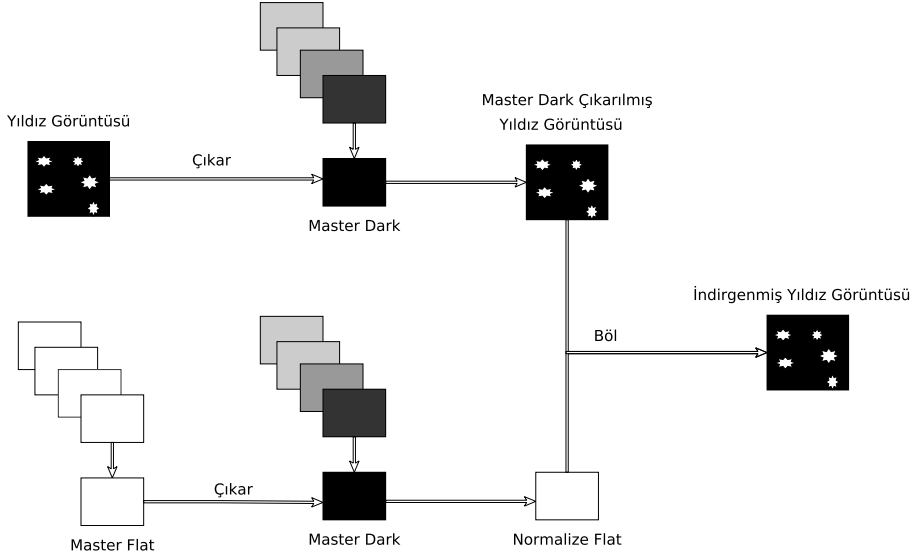 Master Dark Çıkarılmış
Yıldız Görüntüsü
Yıldız Görüntüsü
Çıkar
Master Dark
İndirgenmiş Yıldız Görüntüsü
Böl
Çıkar
Master Flat
Master Dark
Normalize Flat